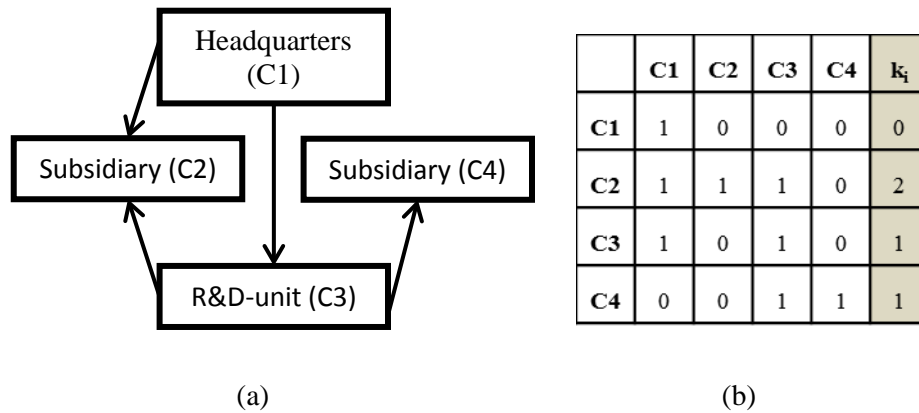 Headquarters
(C1)
Subsidiary (C2)
Subsidiary (C4)
R&D-unit (C3)
(a)
C1 C2 C3 C4 ki
C1 1 0 0 0 0
C2 1 1 1 0 2
C3 1 0 1 0 1
C4 0 0 1 1 1
(b)